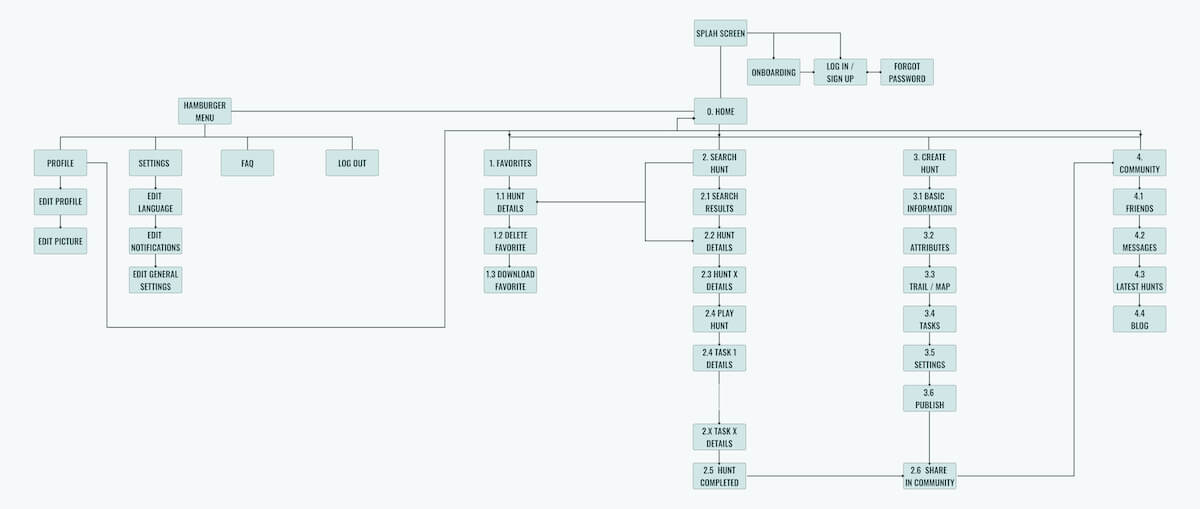 SPLAH SCREEN
ONBOARDING
LOG IN /
SIGN UP
FORGOT
PASSWORD
HAMBURGER
MENU
0. HOME
PROFILE
SETTINGS
FAQ
LOG OUT
1. FAVORITES
2. SEARCH
HUNT
3. CREATE
HUNT
4.
COMMUNITY
EDIT PROFILE
EDIT
LANGUAGE
1.1 HUNT
DETAILS
2.1 SEARCH
RESULTS
3.1 BASIC
INFORMATION
4.1
FRIENDS
EDIT PICTURE
EDIT
NOTIFICATIONS
1.2 DELETE
FAVORITE
2.2 HUNT
DETAILS
3.2
ATTRIBUTES
4.2
MESSAGES
EDIT GENERAL
SETTINGS
1.3 DOWNLOAD
FAVORITE
2.3 HUNT X
DETAILS
3.3
TRAIL / MAP
4.3
LATEST HUNTS
2.4 PLAY
HUNT
3.4
TASKS
4.4
BLOG
2.4 TASK 1
DETAILS
3.5
SETTINGS
3.6
PUBLISH
2.X TASK X
DETAILS
2.5 HUNT
COMPLETED
2.6 SHARE
IN COMMUNITY